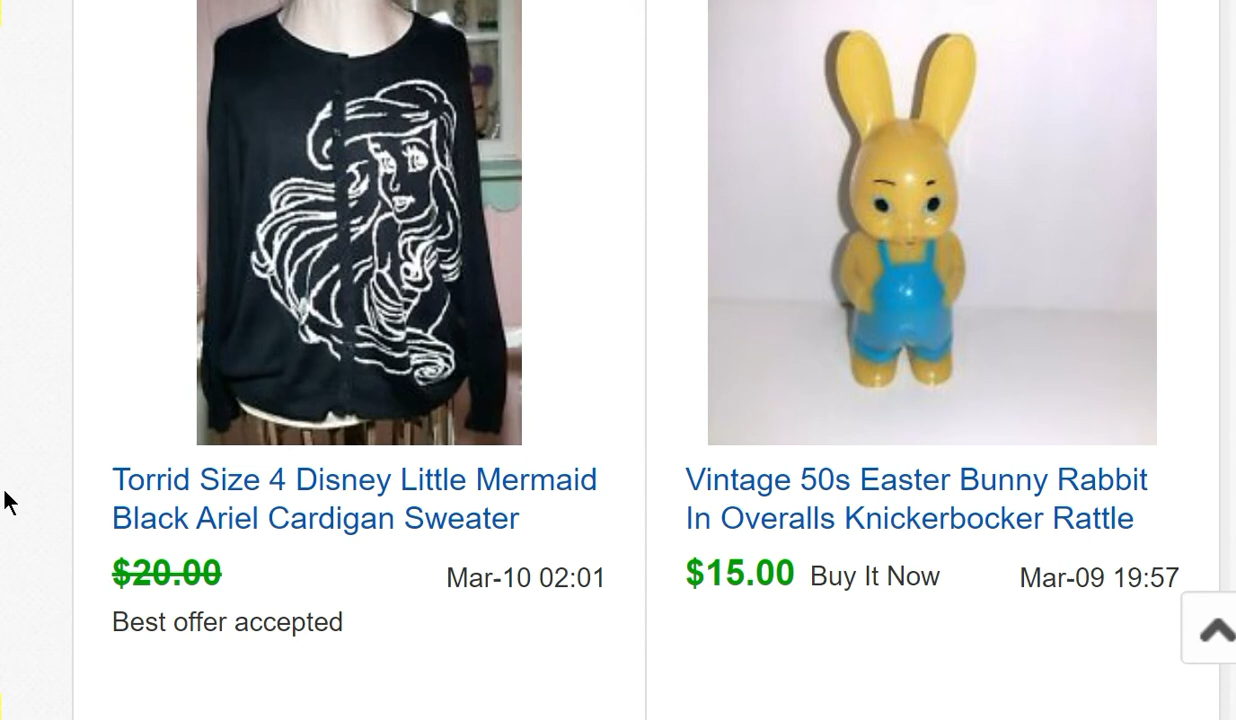 Torrid Size 4 Disney Little Mermaid
Black Ariel Cardigan Sweater
$20.00
Mar-10 02:01
Best offer accepted
Vintage 50s Easter Bunny Rabbit
In Overalls Knickerbocker Rattle
$15.00 Buy It Now
Mar-09 19:57